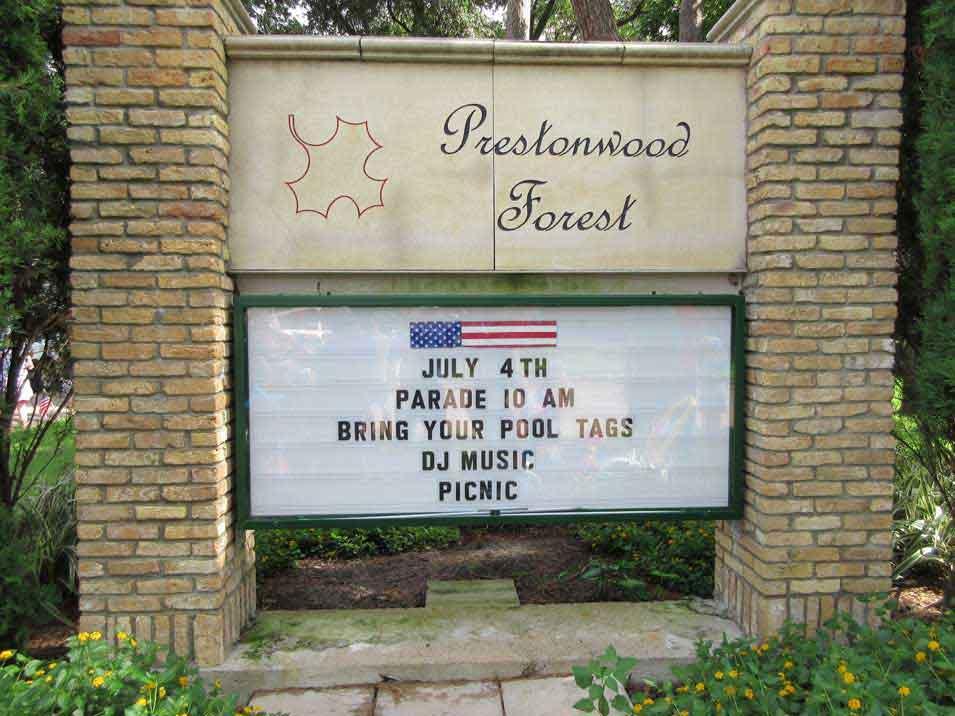 Prestonwood
Forest
JULY 4TH
PARADE 10 AM
BRING YOUR POOL TAGS
DJ MUSIC
PICNIC